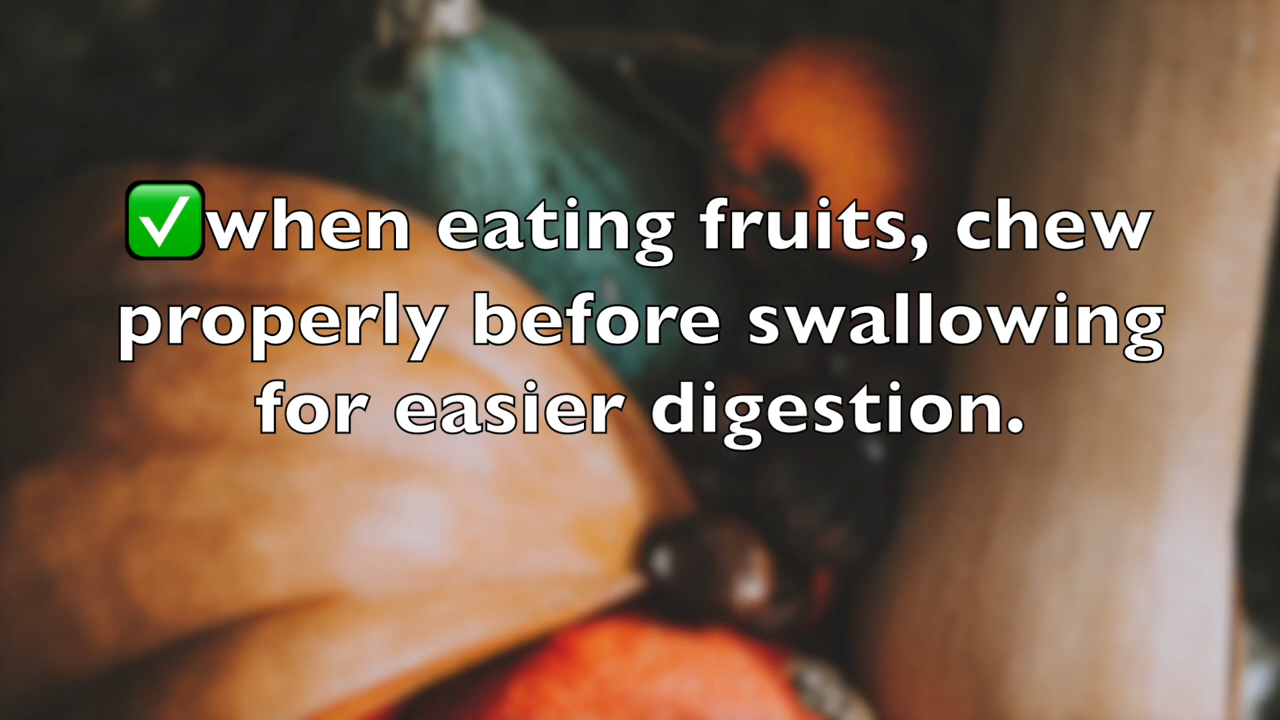 ✅when eating fruits, chew
properly before swallowing
for easier digestion.